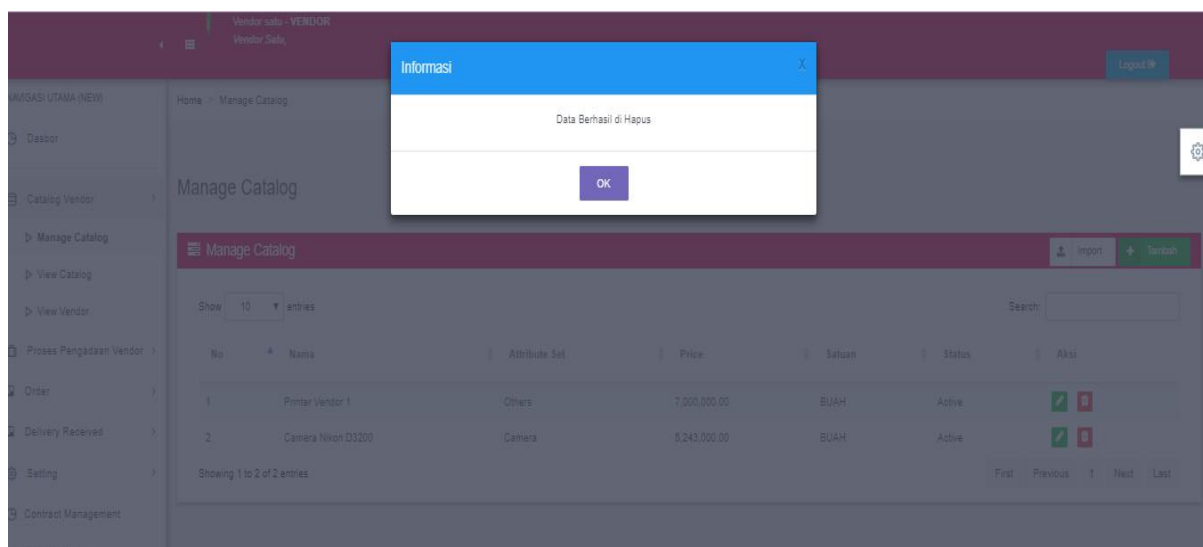 Vendor satu - VENDOR
Vendor Satu,
Informasi X
Logout
NAVIGASI UTAMA (NEW)
Home > Manage Catalog
Data Berhasil di Hapus
Dasbor
OK
Manage Catalog
Catalog Vendor
Manage Catalog
Manage Catalog Import + Tambah
View Catalog
View Vendor
Show 10 entries Search:
Proses Pengadaan Vendor
No Nama Attribute Set Price Satuan Status Aksi
Order
1 Printer Vendor 1 Others 7,000,000.00 BUAH Active
Delivery Received
2 Camera Nikon D3200 Camera 5,243,000.00 BUAH Active
Setting
Showing 1 to 2 of 2 entries First Previous 1 Next Last
Contract Management